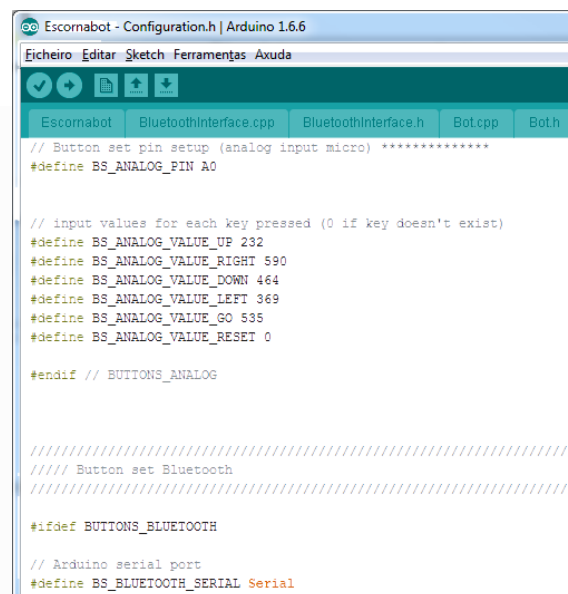 Escornabot - Configuration.h | Arduino 1.6.6
Ficheiro Editar Sketch Ferramentas Axuda
Escornabot BluetoothInterface.cpp BluetoothInterface.h Bot.cpp Bot.h
// Button set pin setup (analog input micro) **************
#define BS_ANALOG_PIN A0
// input values for each key pressed (0 if key doesn't exist)
#define BS_ANALOG_VALUE_UP 232
#define BS_ANALOG_VALUE_RIGHT 590
#define BS_ANALOG_VALUE_DOWN 464
#define BS_ANALOG_VALUE_LEFT 369
#define BS_ANALOG_VALUE_GO 535
#define BS_ANALOG_VALUE_RESET 0
#endif // BUTTONS_ANALOG
//////////////////////////////////////////////////////////////////////
///// Button set Bluetooth
//////////////////////////////////////////////////////////////////////
#ifdef BUTTONS_BLUETOOTH
// Arduino serial port
#define BS_BLUETOOTH_SERIAL Serial